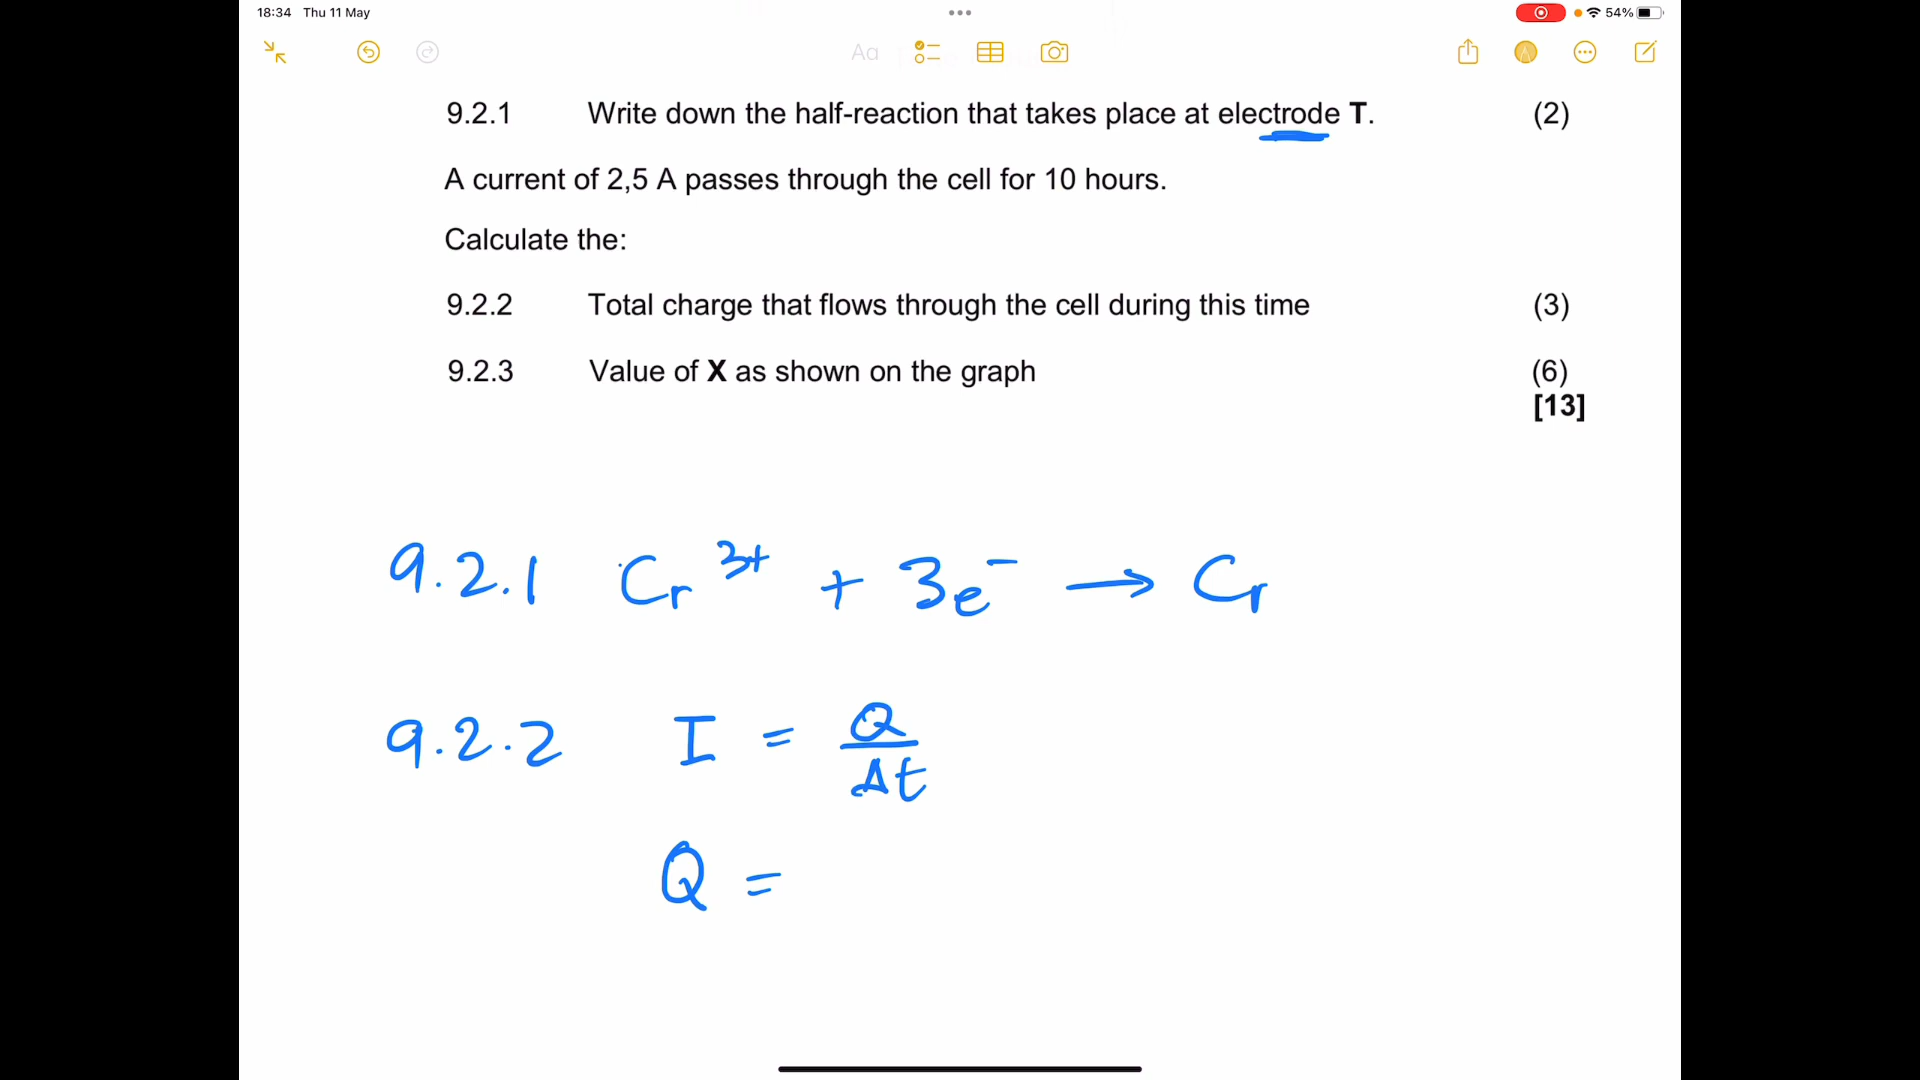 18:34 Thu 11 May
54%
Aa
9.2.1 Write down the half-reaction that takes place at electrode T. (2)
A current of 2,5 A passes through the cell for 10 hours.
Calculate the:
9.2.2 Total charge that flows through the cell during this time (3)
9.2.3 Value of X as shown on the graph (6)
[13]
9.2.1 Cr³⁺ + 3e⁻ → Cr
9.2.2 I = Q/Δt
Q =